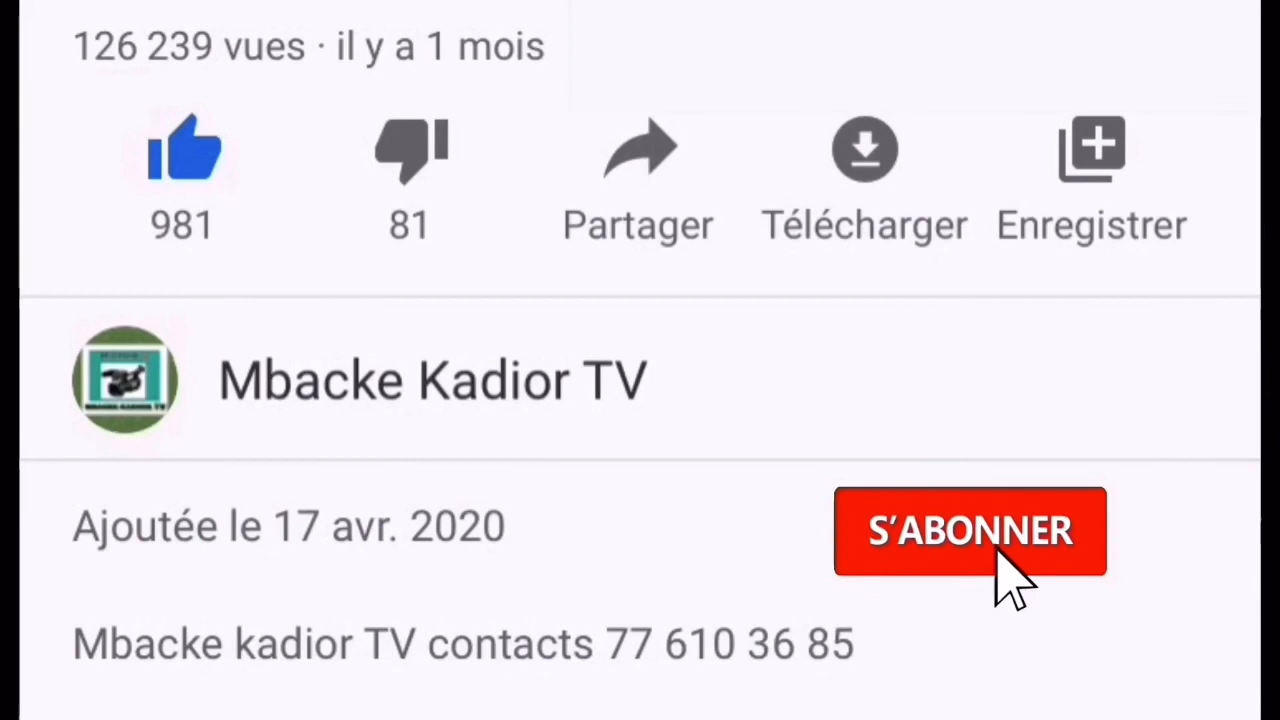 126 239 vues · il y a 1 mois
981
81
Partager
Télécharger
Enregistrer
Mbacke Kadior TV
Ajoutée le 17 avr. 2020
S'ABONNER
Mbacke kadior TV contacts 77 610 36 85